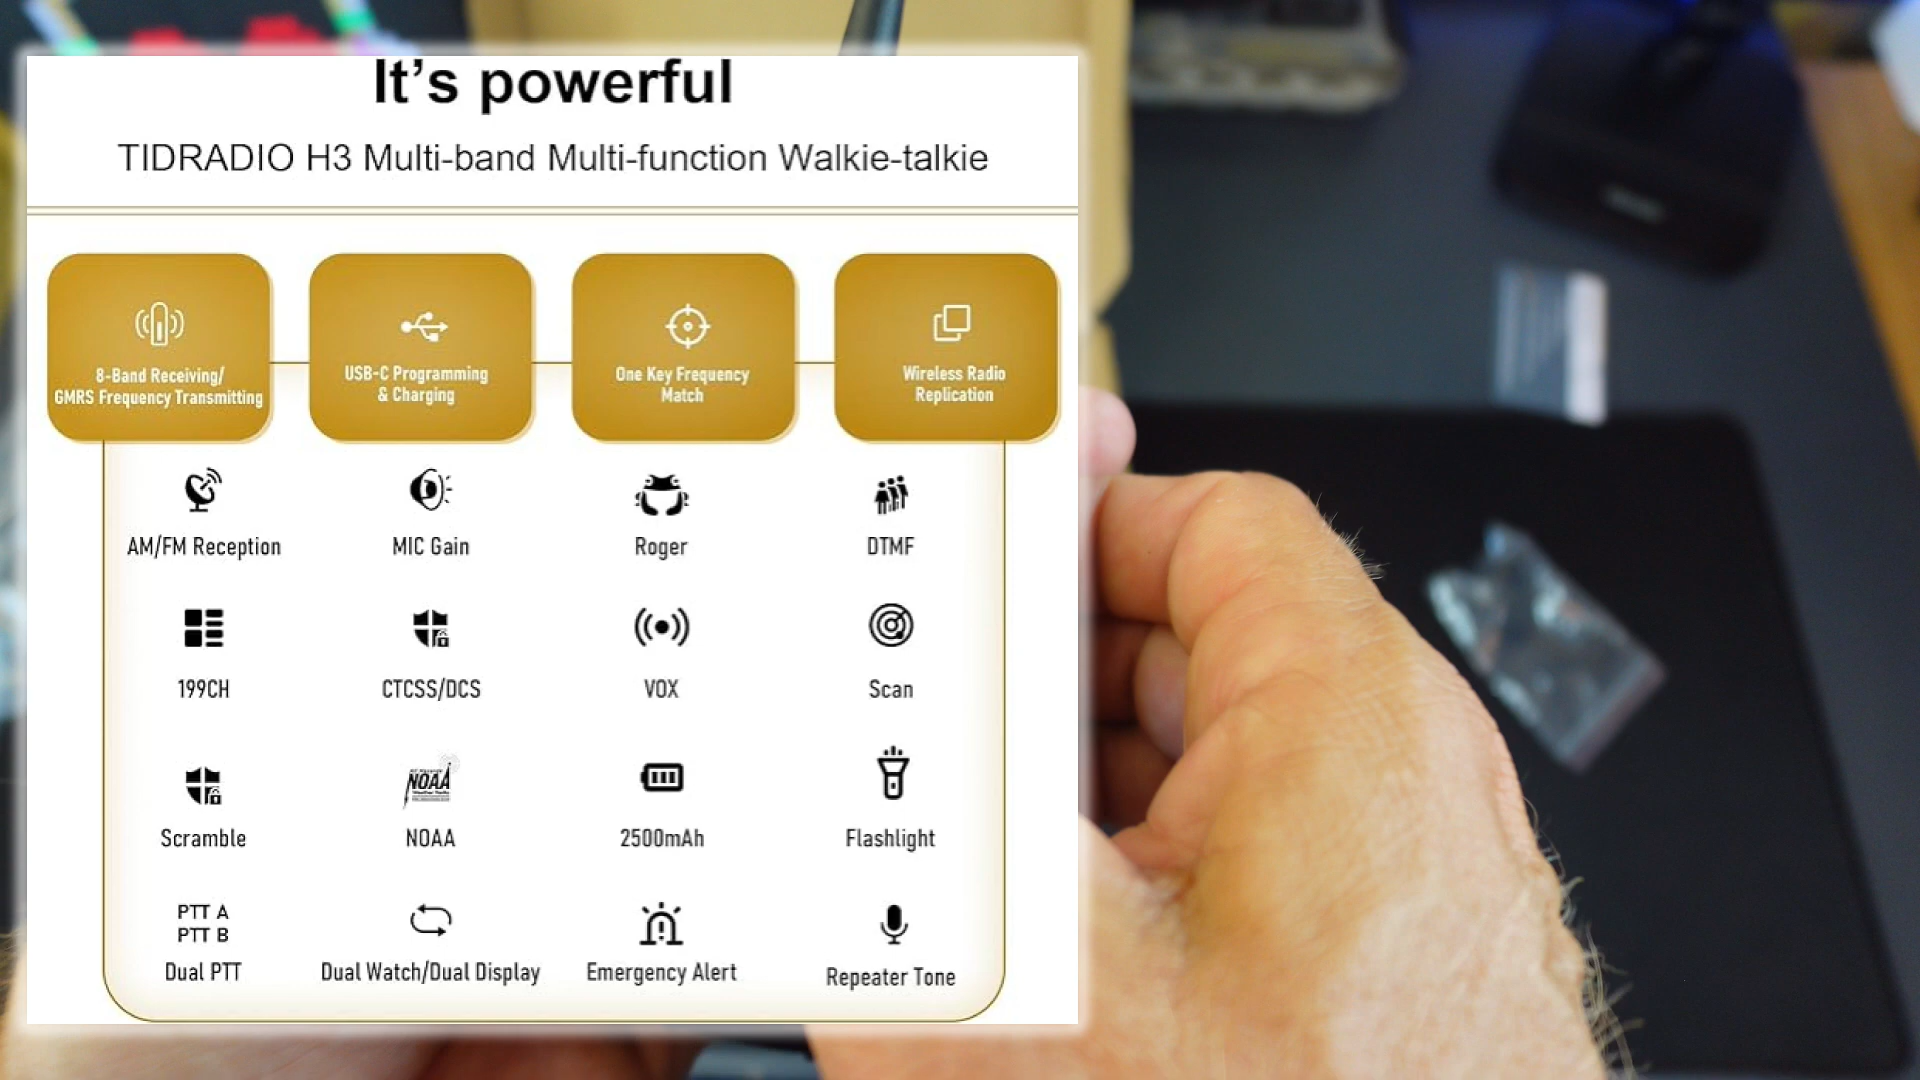 It's powerful
TIDRADIO H3 Multi-band Multi-function Walkie-talkie
8-Band Receiving/
GMRS Frequency Transmitting
USB-C Programming
& Charging
One Key Frequency
Match
Wireless Radio
Replication
AM/FM Reception
MIC Gain
Roger
DTMF
199CH
CTCSS/DCS
VOX
Scan
NOAA
Scramble
NOAA
2500mAh
Flashlight
PTT A
PTT B
Dual PTT
Dual Watch/Dual Display
Emergency Alert
Repeater Tone